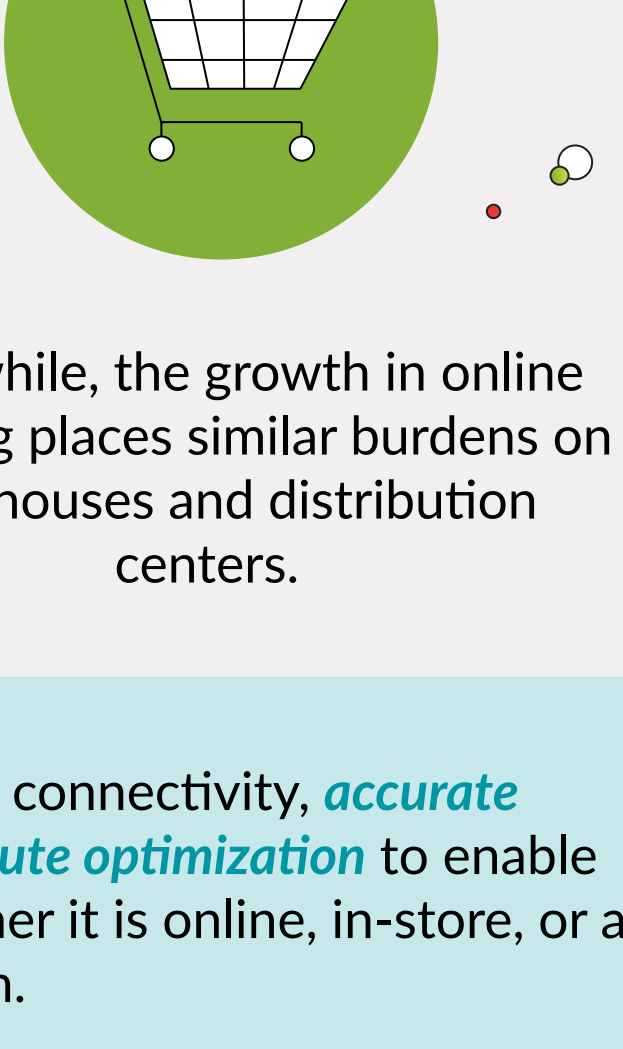 hile, the growth in online
g places similar burdens on
houses and distribution
centers.
connectivity, accurate
ute optimization to enable
er it is online, in-store, or a
n.